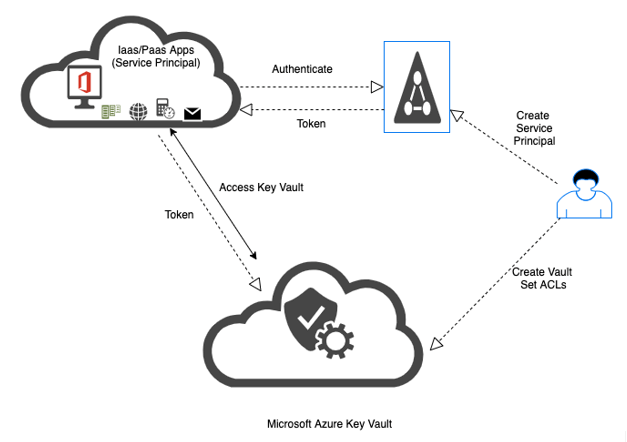 Iaas/Paas Apps
(Service Principal)
Authenticate
Token
Create
Service
Principal
Access Key Vault
Token
Create Vault
Set ACLs
Microsoft Azure Key Vault